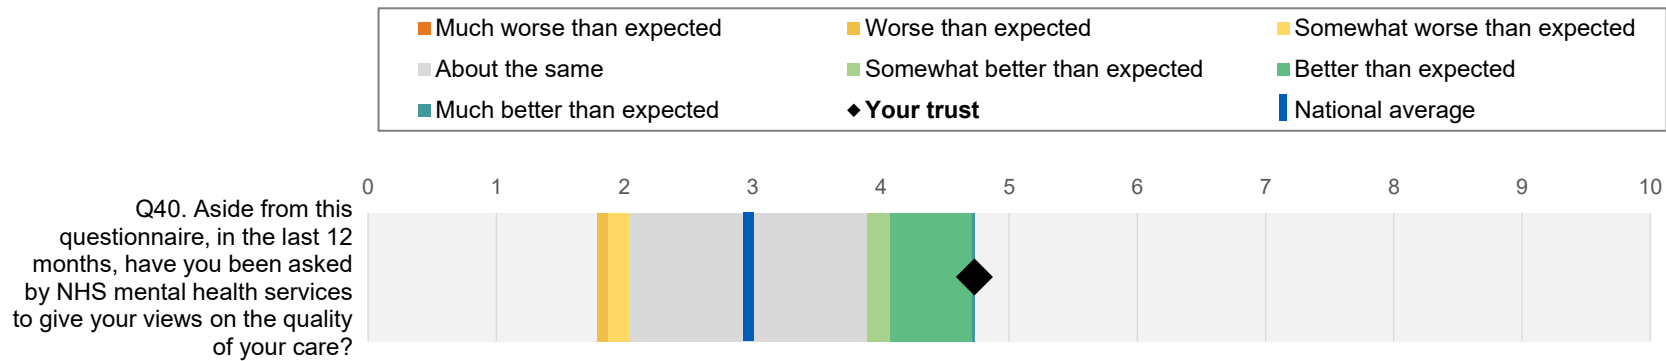 Much worse than expected
Worse than expected
Somewhat worse than expected
About the same
Somewhat better than expected
Better than expected
Much better than expected
Your trust
National average
0 1 2 3 4 5 6 7 8 9 10
Q40. Aside from this
questionnaire, in the last 12
months, have you been asked
by NHS mental health services
to give your views on the quality
of your care?